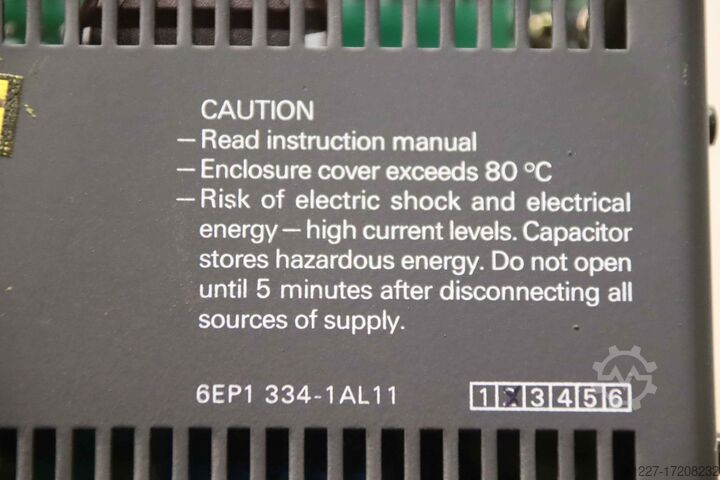 CAUTION
– Read instruction manual
– Enclosure cover exceeds 80 °C
– Risk of electric shock and electrical
energy – high current levels. Capacitor
stores hazardous energy. Do not open
until 5 minutes after disconnecting all
sources of supply.
6EP1 334-1AL11
1 3 4 5 6
1227-17208232